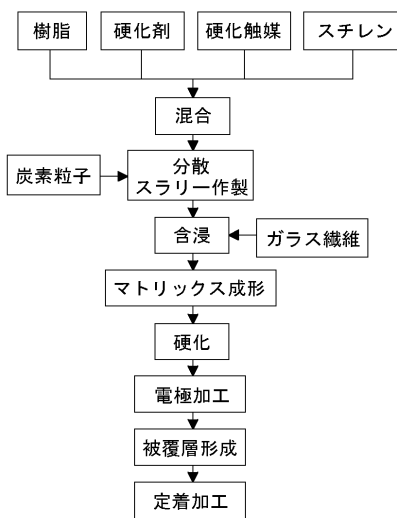 樹脂
硬化剤
硬化触媒
スチレン
混合
炭素粒子
分散
スラリー作製
含浸
ガラス繊維
マトリックス成形
硬化
電極加工
被覆層形成
定着加工